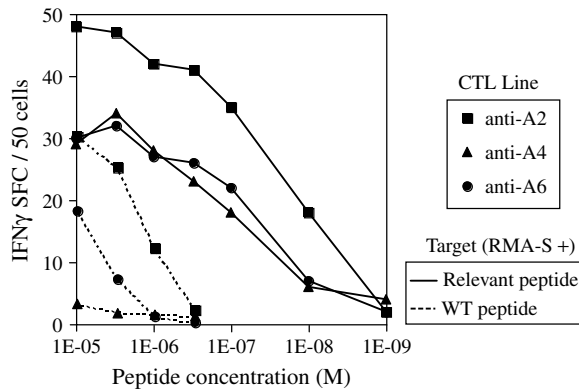 50
40
30
20
10
0
IFNγ SFC / 50 cells
1E-05 1E-06 1E-07 1E-08 1E-09
Peptide concentration (M)
CTL Line
anti-A2
anti-A4
anti-A6
Target (RMA-S +)
Relevant peptide
WT peptide